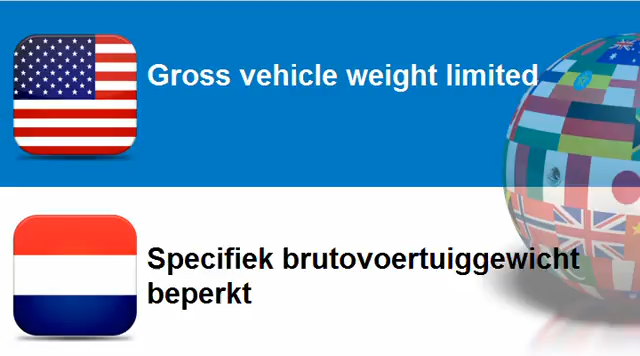 Gross vehicle weight limited
Specifiek brutovoertuiggewicht
beperkt